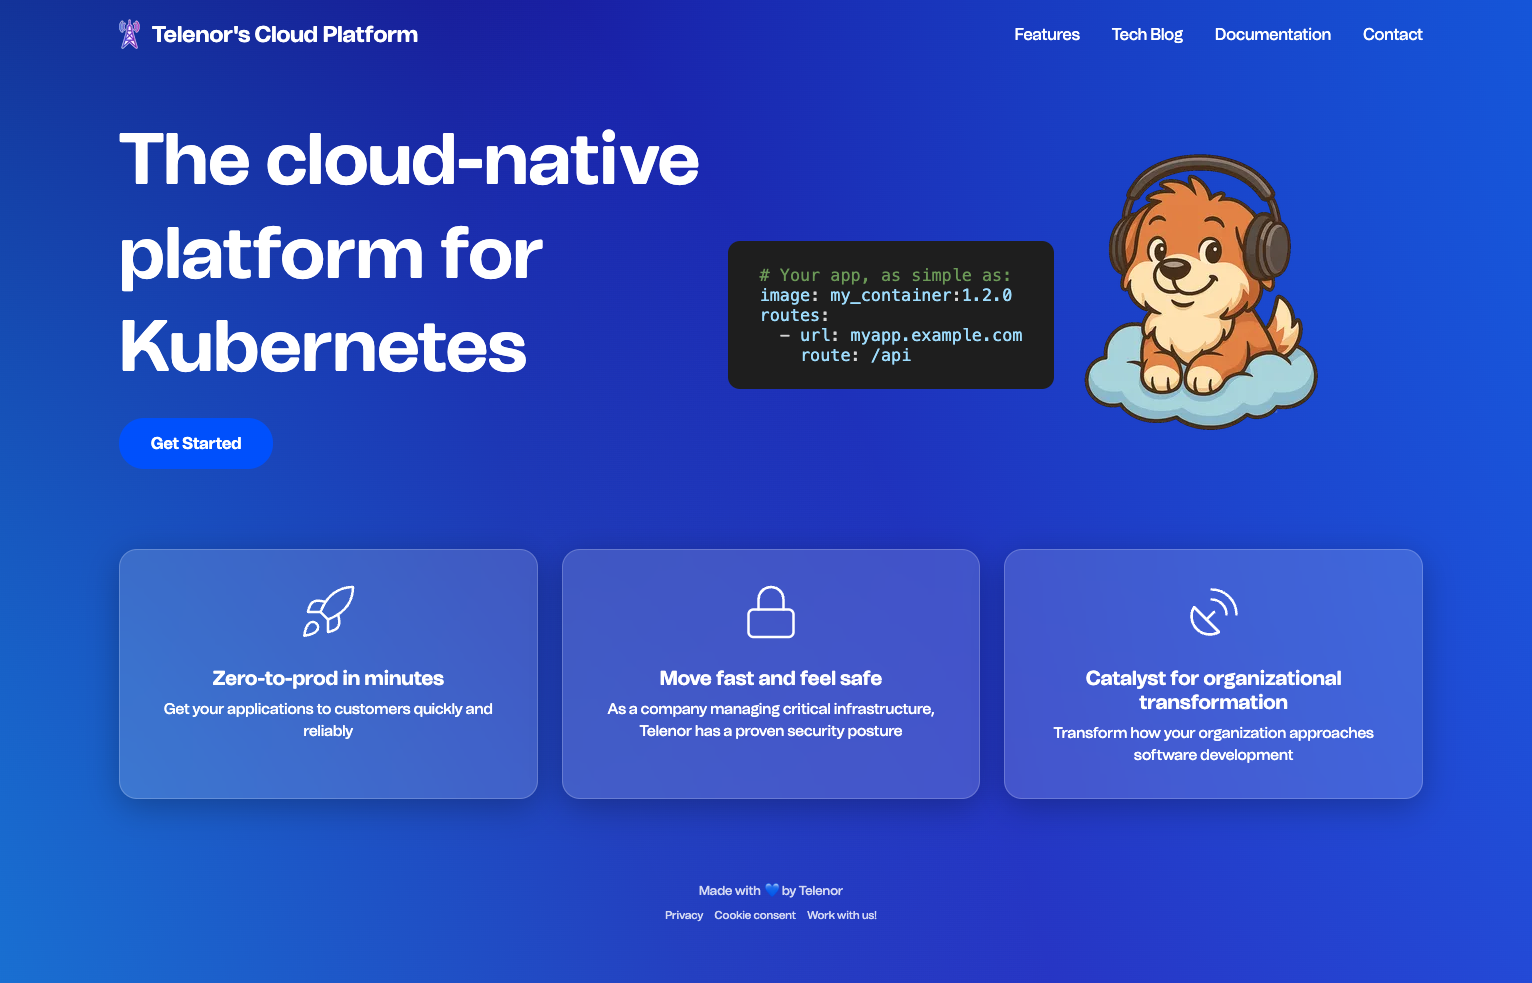 Telenor's Cloud Platform
Features Tech Blog Documentation Contact
The cloud-native
platform for
Kubernetes
Get Started
# Your app, as simple as:
image: my_container:1.2.0
routes:
  - url: myapp.example.com
    route: /api
Zero-to-prod in minutes
Get your applications to customers quickly and
reliably
Move fast and feel safe
As a company managing critical infrastructure,
Telenor has a proven security posture
Catalyst for organizational
transformation
Transform how your organization approaches
software development
Made with 💙 by Telenor
Privacy Cookie consent Work with us!